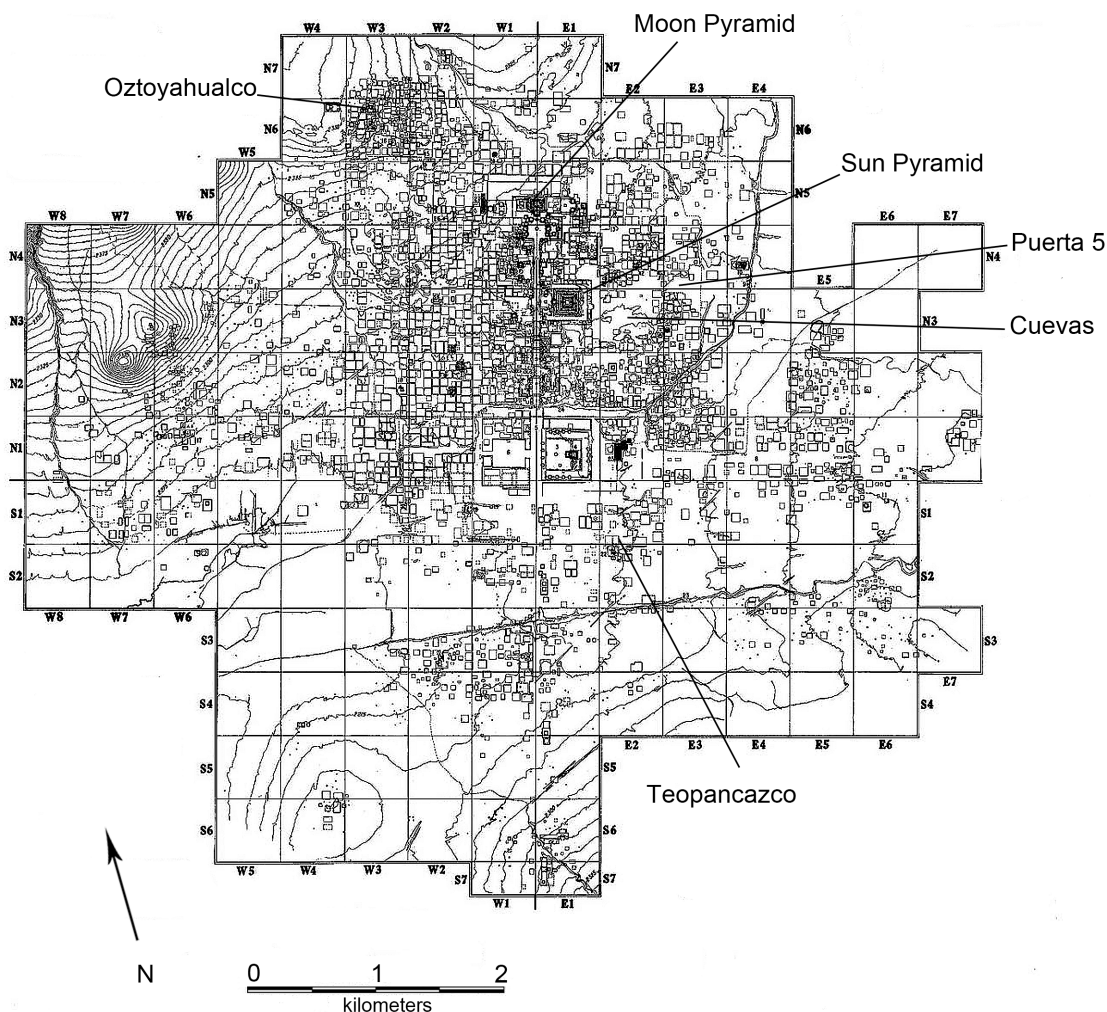 Moon Pyramid
W4 W3 W2 W1 E1
N7 N7
Oztoyahualco
E2 E3 E4
N6 N6
W5
Sun Pyramid
N5 N5
W8 W7 W6 E6 E7
Puerta 5
N4 E5 N4
N3 N3
Cuevas
N2
N1
S1 S1
S2 S2
W8 W7 W6
S3 S3
E7
S4 S4
E2 E3 E4 E5 E6
S5 S5
Teopancazco
S6 S6
W5 W4 W3 W2 S7 S7
W1 E1
N
0 1 2
kilometers